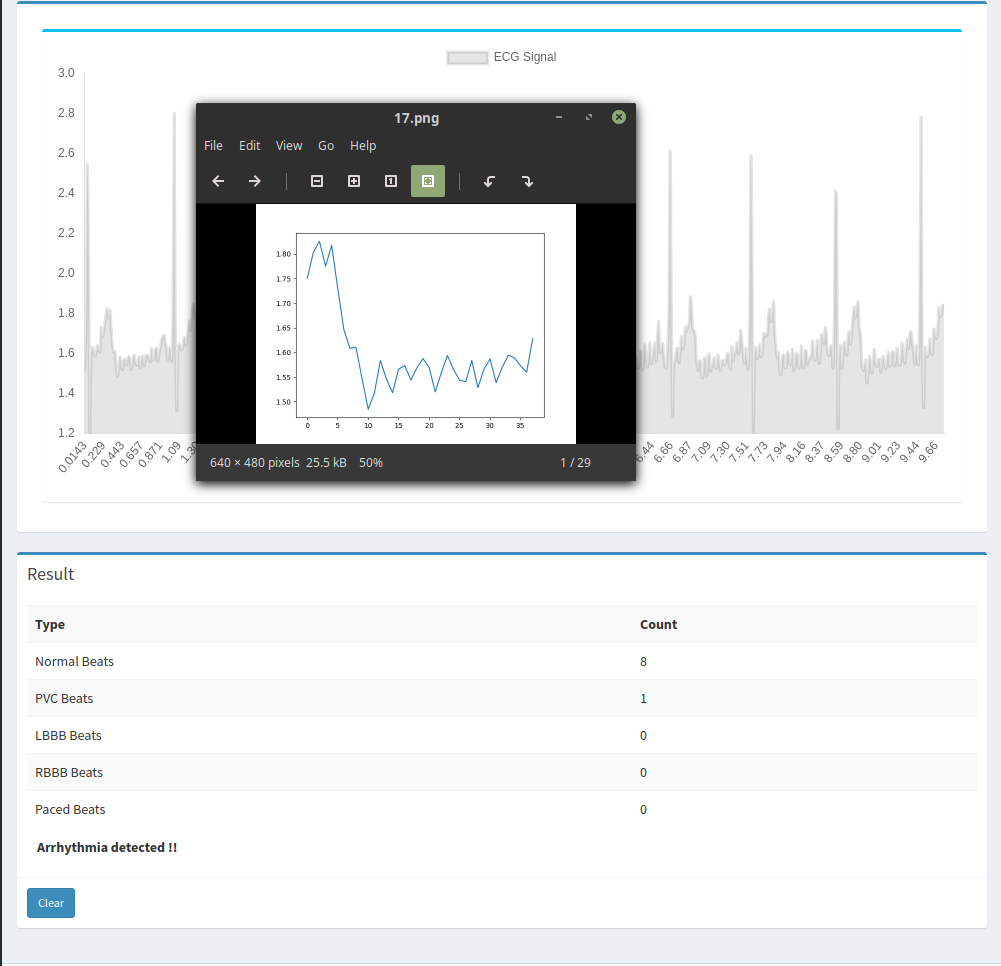 ECG Signal
3.0
2.8
2.6
2.4
2.2
2.0
1.8
1.6
1.4
1.2
0.0143 0.229 0.443 0.657 0.871 1.09
6.66 6.87 7.09 7.30 7.51 7.73 7.94 8.16 8.37 8.59 8.80 9.01 9.23 9.44 9.66
17.png
File Edit View Go Help
1
1.80
1.75
1.70
1.65
1.60
1.55
1.50
0 5 10 15 20 25 30 35
640 × 480 pixels 25.5 kB 50% 1 / 29
Result
Type Count
Normal Beats 8
PVC Beats 1
LBBB Beats 0
RBBB Beats 0
Paced Beats 0
Arrhythmia detected !!
Clear